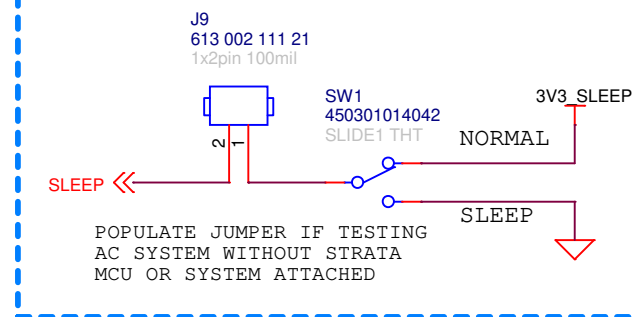 J9
613 002 111 21
1x2pin 100mil
SW1
450301014042
SLIDE1 THT
3V3_SLEEP
2
1
NORMAL
SLEEP
SLEEP
POPULATE JUMPER IF TESTING
AC SYSTEM WITHOUT STRATA
MCU OR SYSTEM ATTACHED